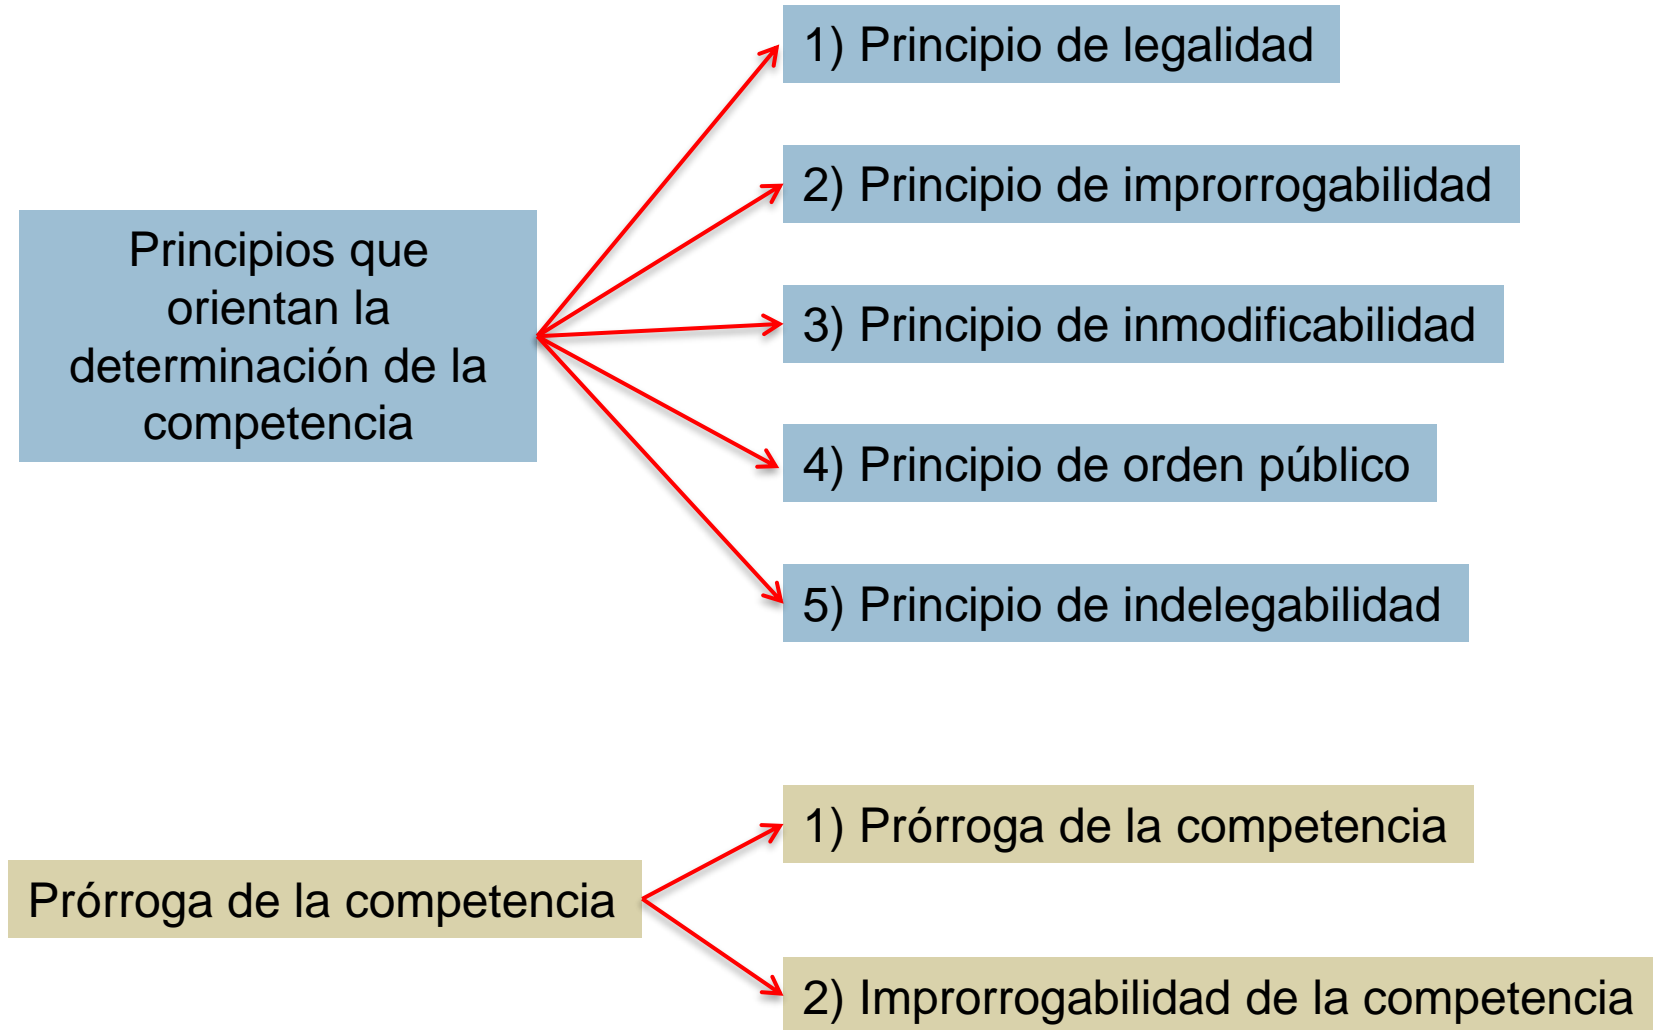 1) Principio de legalidad
2) Principio de improrrogabilidad
Principios que
orientan la
determinación de la
competencia
3) Principio de inmodificabilidad
4) Principio de orden público
5) Principio de indelegabilidad
1) Prórroga de la competencia
Prórroga de la competencia
2) Improrrogabilidad de la competencia